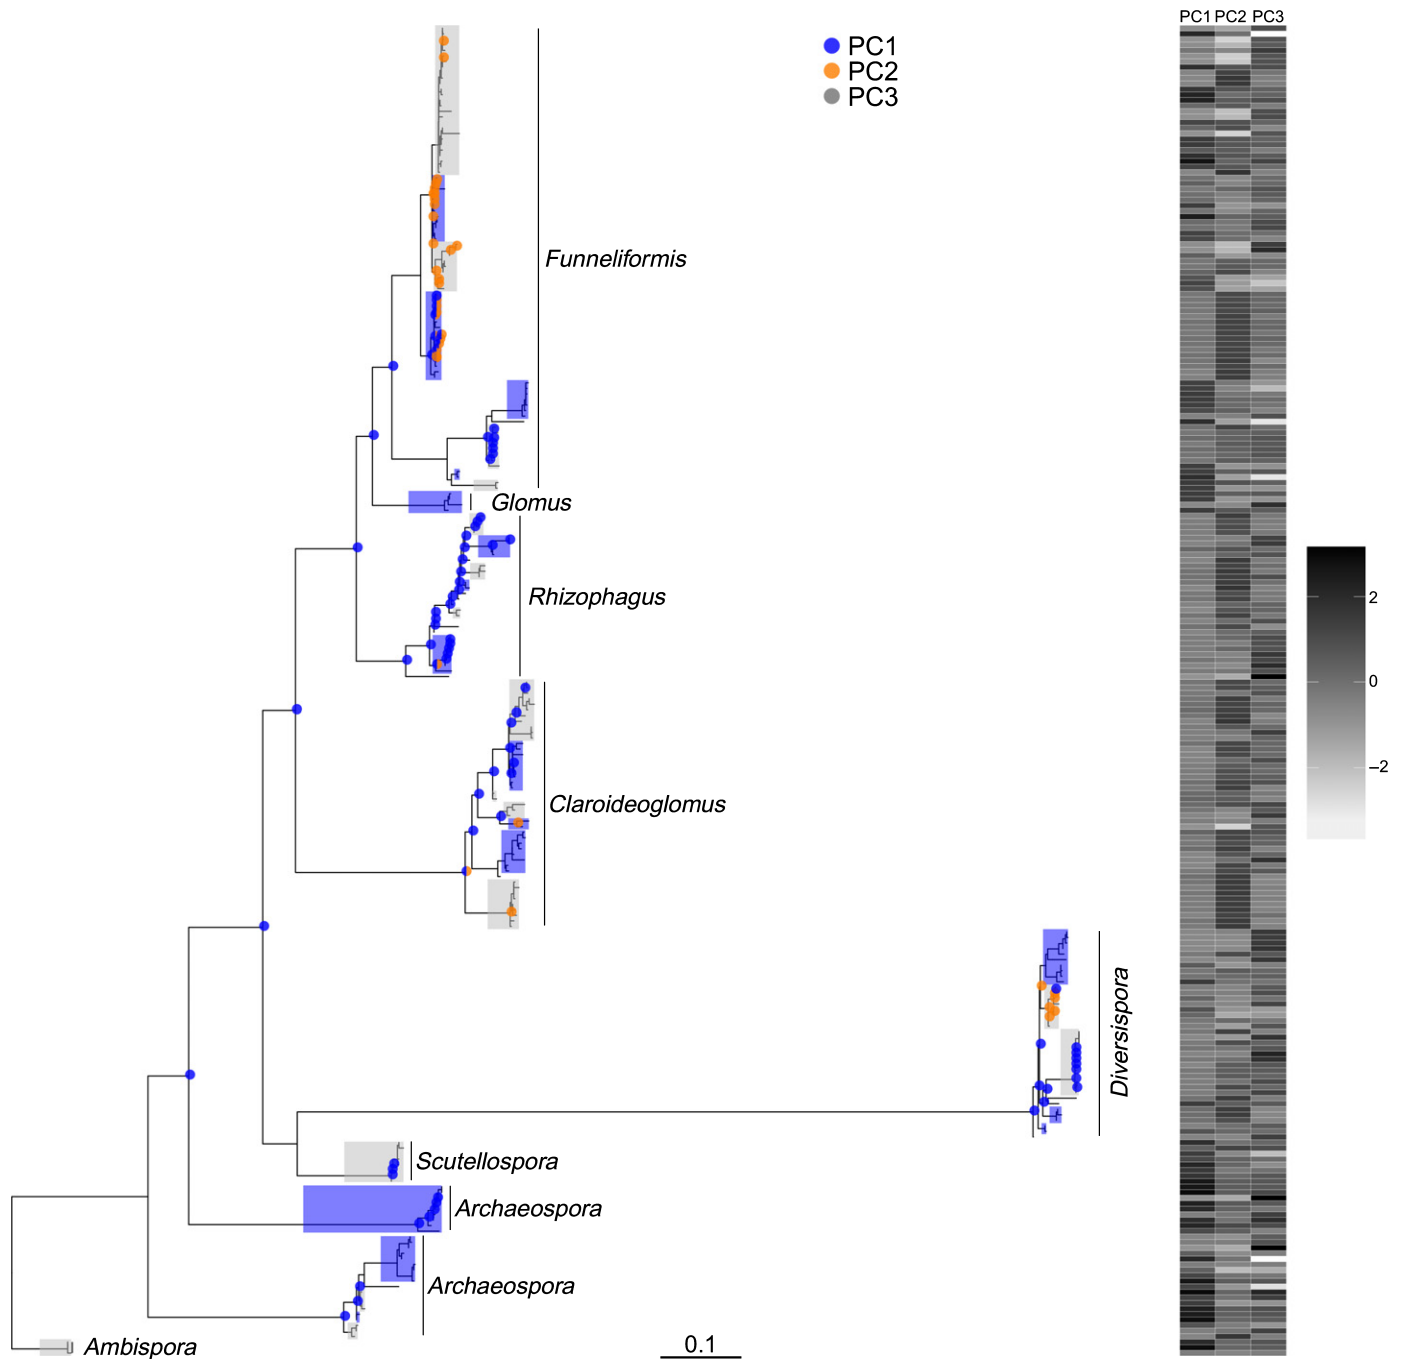 PC1 PC2 PC3
PC1
PC2
PC3
Funneliformis
Glomus
Rhizophagus
2
0
–2
Claroideoglomus
Diversispora
Scutellospora
Archaeospora
Archaeospora
Ambispora
0.1